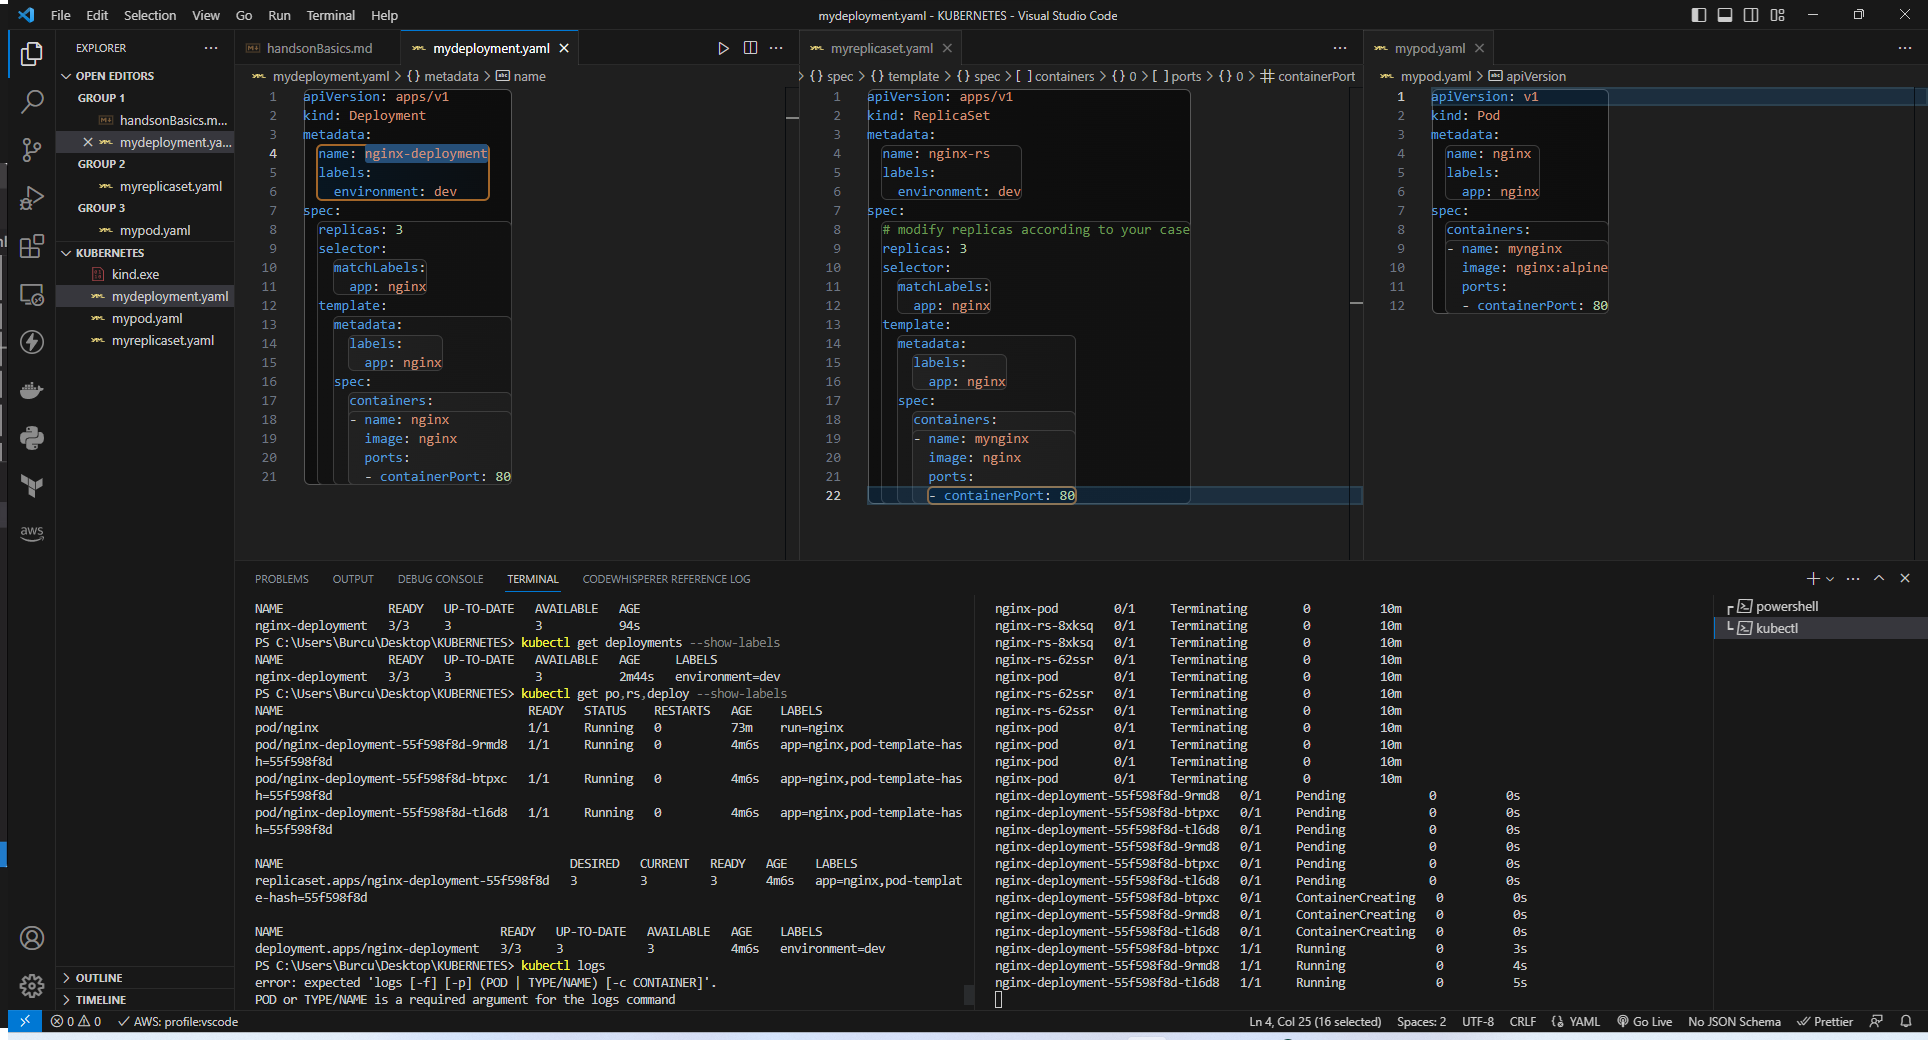 File Edit Selection View Go Run Terminal Help
mydeployment.yaml - KUBERNETES - Visual Studio Code
EXPLORER
OPEN EDITORS
GROUP 1
handsonBasics.m...
mydeployment.ya...
GROUP 2
myreplicaset.yaml
GROUP 3
mypod.yaml
KUBERNETES
kind.exe
mydeployment.yaml
mypod.yaml
myreplicaset.yaml
aws
OUTLINE
TIMELINE
handsonBasics.md mydeployment.yaml
mydeployment.yaml > {} metadata > name
1 apiVersion: apps/v1
2 kind: Deployment
3 metadata:
4 name: nginx-deployment
5 labels:
6 environment: dev
7 spec:
8 replicas: 3
9 selector:
10 matchLabels:
11 app: nginx
12 template:
13 metadata:
14 labels:
15 app: nginx
16 spec:
17 containers:
18 - name: nginx
19 image: nginx
20 ports:
21 - containerPort: 80
myreplicaset.yaml
> {} spec > {} template > {} spec > [ ] containers > {} 0 > [ ] ports > {} 0 > containerPort
1 apiVersion: apps/v1
2 kind: ReplicaSet
3 metadata:
4 name: nginx-rs
5 labels:
6 environment: dev
7 spec:
8 # modify replicas according to your case
9 replicas: 3
10 selector:
11 matchLabels:
12 app: nginx
13 template:
14 metadata:
15 labels:
16 app: nginx
17 spec:
18 containers:
19 - name: mynginx
20 image: nginx
21 ports:
22 - containerPort: 80
mypod.yaml
mypod.yaml > apiVersion
1 apiVersion: v1
2 kind: Pod
3 metadata:
4 name: nginx
5 labels:
6 app: nginx
7 spec:
8 containers:
9 - name: mynginx
10 image: nginx:alpine
11 ports:
12 - containerPort: 80
PROBLEMS OUTPUT DEBUG CONSOLE TERMINAL CODEWHISPERER REFERENCE LOG
NAME READY UP-TO-DATE AVAILABLE AGE
nginx-deployment 3/3 3 3 94s
PS C:\Users\Burcu\Desktop\KUBERNETES> kubectl get deployments --show-labels
NAME READY UP-TO-DATE AVAILABLE AGE LABELS
nginx-deployment 3/3 3 3 2m44s environment=dev
PS C:\Users\Burcu\Desktop\KUBERNETES> kubectl get po,rs,deploy --show-labels
NAME READY STATUS RESTARTS AGE LABELS
pod/nginx 1/1 Running 0 73m run=nginx
pod/nginx-deployment-55f598f8d-9rmd8 1/1 Running 0 4m6s app=nginx,pod-template-has
h=55f598f8d
pod/nginx-deployment-55f598f8d-btpxc 1/1 Running 0 4m6s app=nginx,pod-template-has
h=55f598f8d
pod/nginx-deployment-55f598f8d-tl6d8 1/1 Running 0 4m6s app=nginx,pod-template-has
h=55f598f8d
NAME DESIRED CURRENT READY AGE LABELS
replicaset.apps/nginx-deployment-55f598f8d 3 3 3 4m6s app=nginx,pod-templat
e-hash=55f598f8d
NAME READY UP-TO-DATE AVAILABLE AGE LABELS
deployment.apps/nginx-deployment 3/3 3 3 4m6s environment=dev
PS C:\Users\Burcu\Desktop\KUBERNETES> kubectl logs
error: expected 'logs [-f] [-p] (POD | TYPE/NAME) [-c CONTAINER]'.
POD or TYPE/NAME is a required argument for the logs command
nginx-pod 0/1 Terminating 0 10m
nginx-rs-8xksq 0/1 Terminating 0 10m
nginx-rs-8xksq 0/1 Terminating 0 10m
nginx-rs-62ssr 0/1 Terminating 0 10m
nginx-pod 0/1 Terminating 0 10m
nginx-rs-62ssr 0/1 Terminating 0 10m
nginx-rs-62ssr 0/1 Terminating 0 10m
nginx-pod 0/1 Terminating 0 10m
nginx-pod 0/1 Terminating 0 10m
nginx-pod 0/1 Terminating 0 10m
nginx-pod 0/1 Terminating 0 10m
nginx-deployment-55f598f8d-9rmd8 0/1 Pending 0 0s
nginx-deployment-55f598f8d-btpxc 0/1 Pending 0 0s
nginx-deployment-55f598f8d-tl6d8 0/1 Pending 0 0s
nginx-deployment-55f598f8d-9rmd8 0/1 Pending 0 0s
nginx-deployment-55f598f8d-btpxc 0/1 Pending 0 0s
nginx-deployment-55f598f8d-tl6d8 0/1 Pending 0 0s
nginx-deployment-55f598f8d-btpxc 0/1 ContainerCreating 0 0s
nginx-deployment-55f598f8d-9rmd8 0/1 ContainerCreating 0 0s
nginx-deployment-55f598f8d-tl6d8 0/1 ContainerCreating 0 0s
nginx-deployment-55f598f8d-btpxc 1/1 Running 0 3s
nginx-deployment-55f598f8d-9rmd8 1/1 Running 0 4s
nginx-deployment-55f598f8d-tl6d8 1/1 Running 0 5s
powershell
kubectl
0 0 AWS: profile:vscode
Ln 4, Col 25 (16 selected) Spaces: 2 UTF-8 CRLF {} YAML Go Live No JSON Schema Prettier